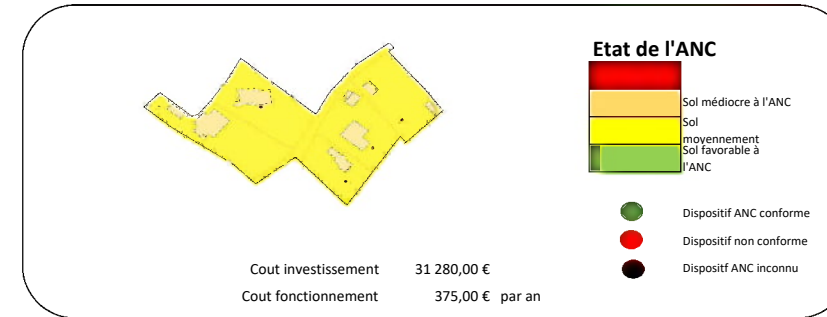 Etat de l'ANC
Sol médiocre à l'ANC
Sol
moyennement
Sol favorable à
l'ANC
Dispositif ANC conforme
Dispositif non conforme
Dispositf ANC inconnu
Cout investissement 31 280,00 €
Cout fonctionnement 375,00 € par an